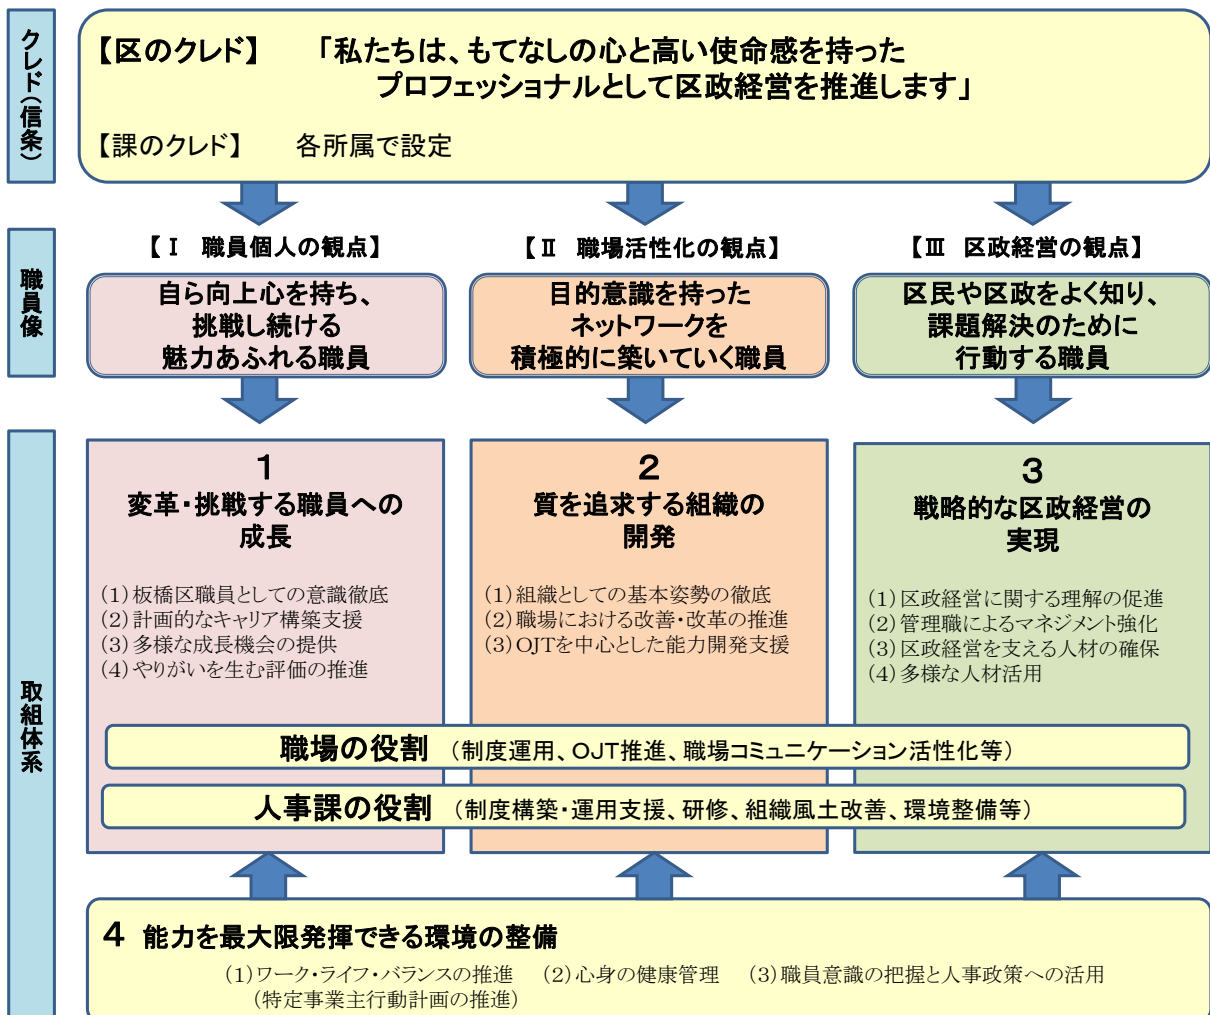 クレド(信条)
【区のクレド】 「私たちは、もてなしの心と高い使命感を持った
プロフェッショナルとして区政経営を推進します」
【課のクレド】 各所属で設定
職員像
【Ⅰ 職員個人の観点】
自ら向上心を持ち、
挑戦し続ける
魅力あふれる職員
【Ⅱ 職場活性化の観点】
目的意識を持った
ネットワークを
積極的に築いていく職員
【Ⅲ 区政経営の観点】
区民や区政をよく知り、
課題解決のために
行動する職員
取組体系
1
変革・挑戦する職員への
成長
(1)板橋区職員としての意識徹底
(2)計画的なキャリア構築支援
(3)多様な成長機会の提供
(4)やりがいを生む評価の推進
2
質を追求する組織の
開発
(1)組織としての基本姿勢の徹底
(2)職場における改善・改革の推進
(3)OJTを中心とした能力開発支援
3
戦略的な区政経営の
実現
(1)区政経営に関する理解の促進
(2)管理職によるマネジメント強化
(3)区政経営を支える人材の確保
(4)多様な人材活用
職場の役割 (制度運用、OJT推進、職場コミュニケーション活性化等)
人事課の役割 (制度構築・運用支援、研修、組織風土改善、環境整備等)
4 能力を最大限発揮できる環境の整備
(1)ワーク・ライフ・バランスの推進 (2)心身の健康管理 (3)職員意識の把握と人事政策への活用
(特定事業主行動計画の推進)